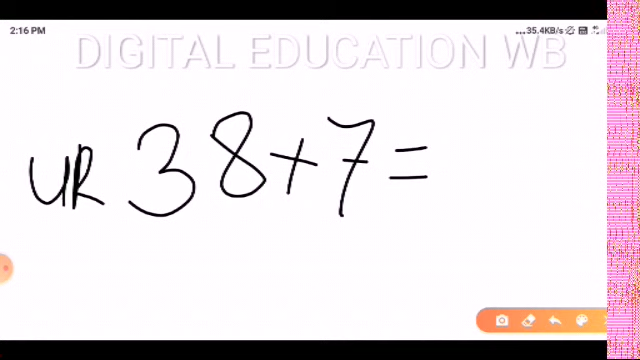 2:16 PM ...35.4KB/s
DIGITAL EDUCATION WB
UR 38+7=